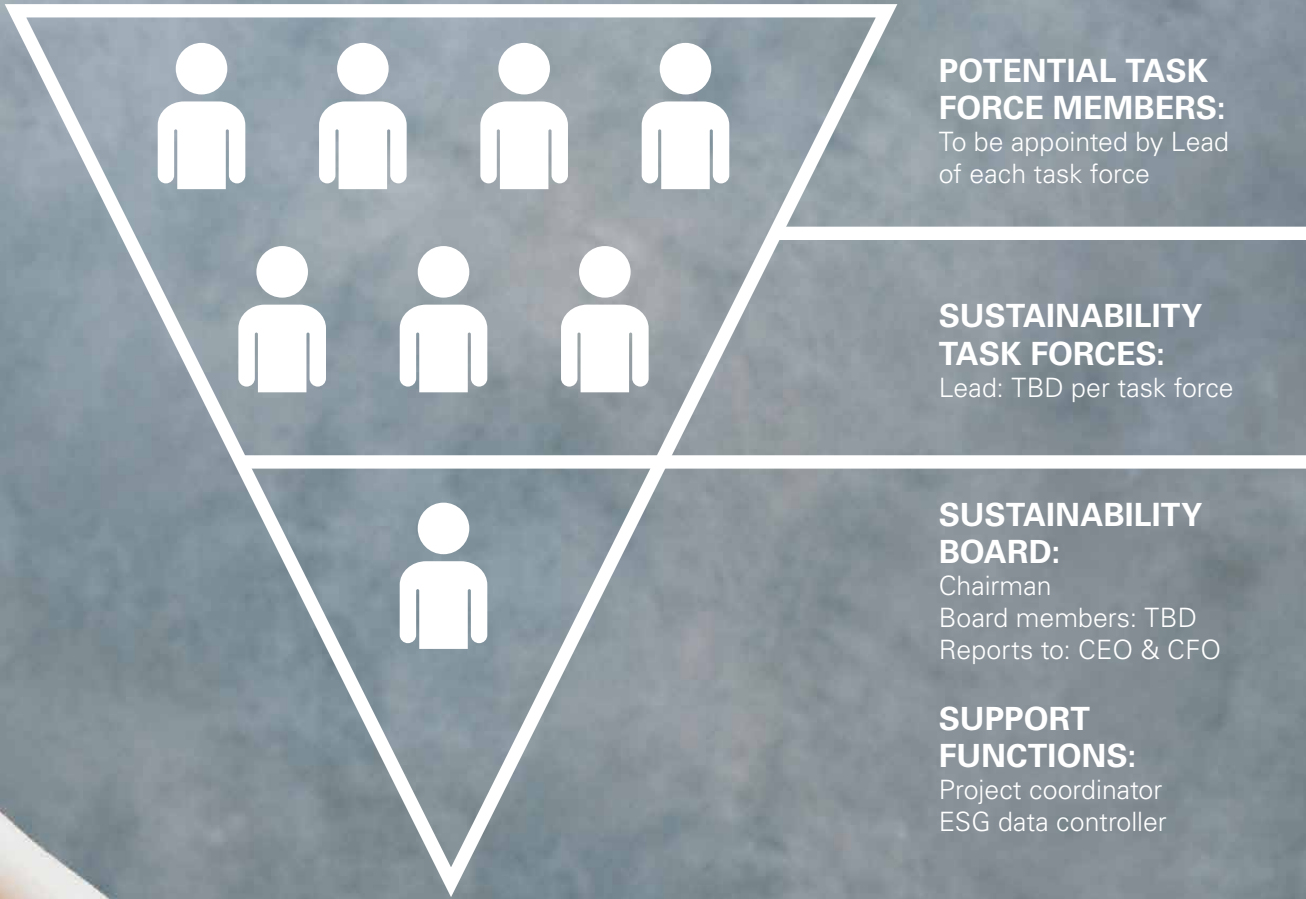 POTENTIAL TASK
FORCE MEMBERS:
To be appointed by Lead
of each task force
SUSTAINABILITY
TASK FORCES:
Lead: TBD per task force
SUSTAINABILITY
BOARD:
Chairman
Board members: TBD
Reports to: CEO & CFO
SUPPORT
FUNCTIONS:
Project coordinator
ESG data controller